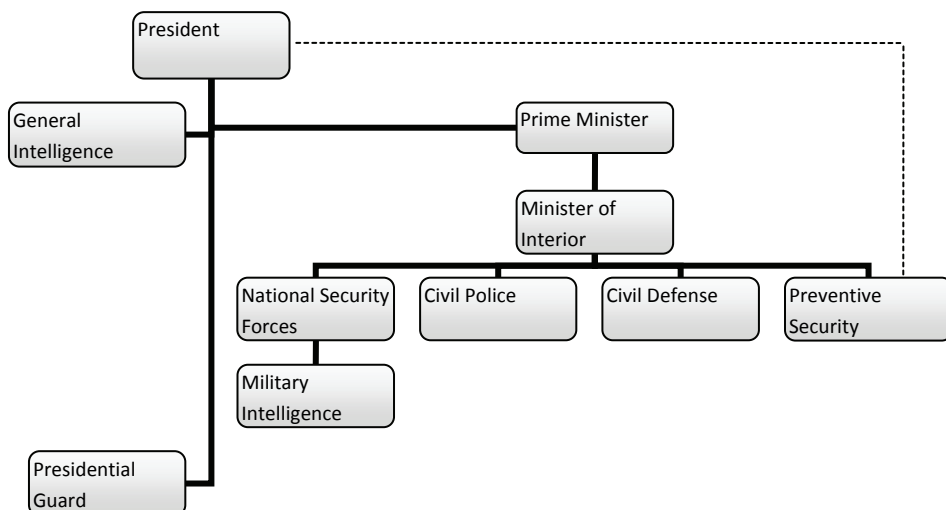 President
General
Intelligence
Prime Minister
Minister of
Interior
National Security
Forces
Civil Police
Civil Defense
Preventive
Security
Military
Intelligence
Presidential
Guard